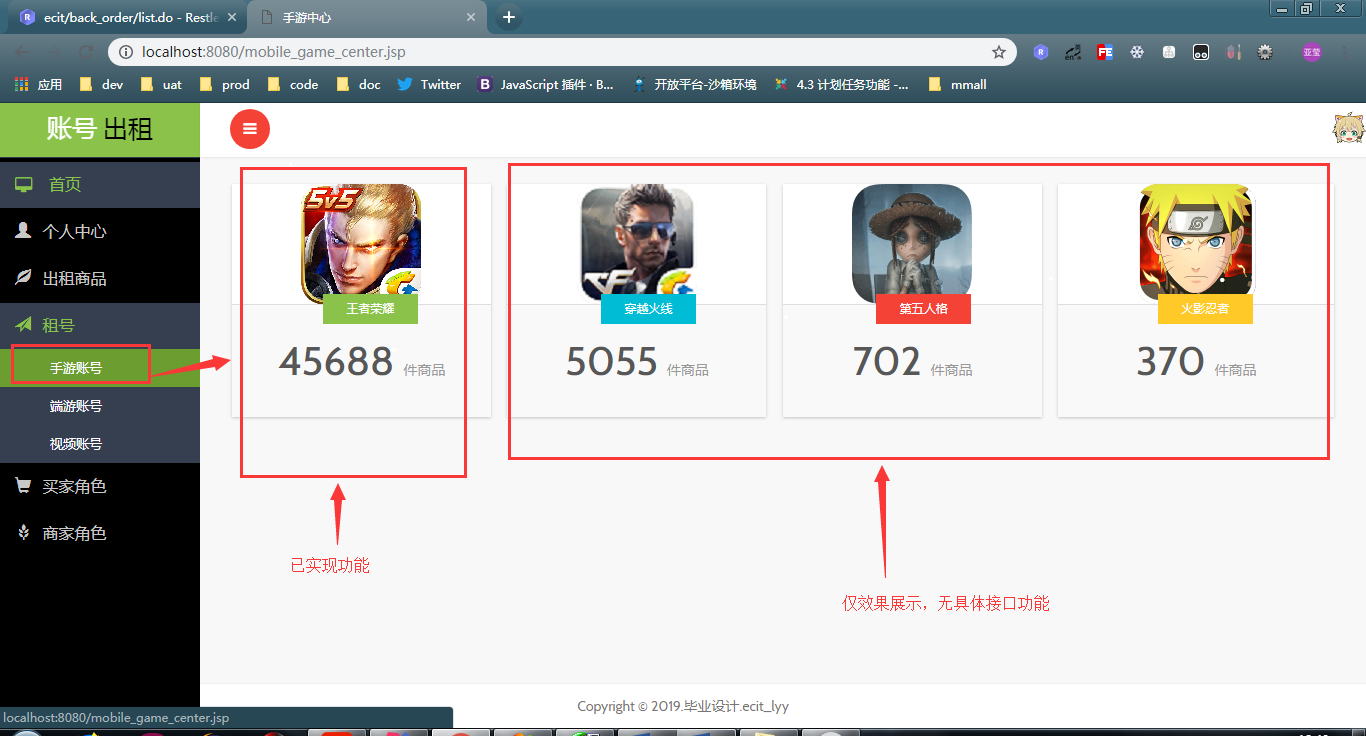 ecit/back_order/list.do - Restle
手游中心
localhost:8080/mobile_game_center.jsp
应用
dev
uat
prod
code
doc
Twitter
JavaScript 插件 · B...
开放平台-沙箱环境
4.3 计划任务功能 -...
mmall
亚莹
账号 出租
首页
个人中心
出租商品
租号
手游账号
端游账号
视频账号
买家角色
商家角色
5v5
王者荣耀
45688 件商品
穿越火线
5055 件商品
第五人格
702 件商品
火影忍者
370 件商品
已实现功能
仅效果展示，无具体接口功能
Copyright © 2019.毕业设计.ecit_lyy
localhost:8080/mobile_game_center.jsp